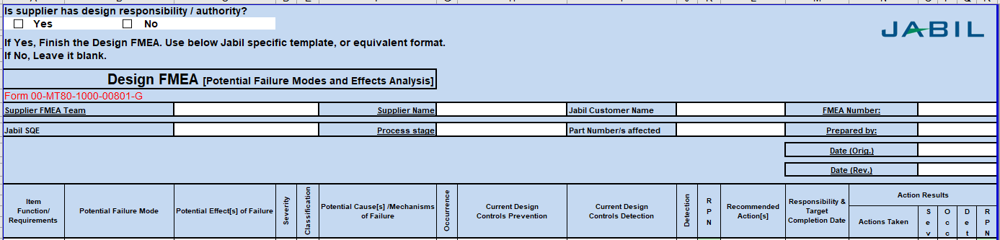 Is supplier has design responsibility / authority?
Yes No
JABIL
If Yes, Finish the Design FMEA. Use below Jabil specific template, or equivalent format.
If No, Leave it blank.
Design FMEA [Potential Failure Modes and Effects Analysis]
Form 00-MT80-1000-00801-G
Supplier FMEA Team Supplier Name Jabil Customer Name FMEA Number:
Jabil SQE Process stage Part Number/s affected Prepared by:
Date (Orig.)
Date (Rev.)
Item
Function/
Requirements
Potential Failure Mode
Potential Effect[s] of Failure
Severity
Classification
Potential Cause[s] /Mechanisms
of Failure
Occurrence
Current Design
Controls Prevention
Current Design
Controls Detection
Detection
R
P
N
Recommended
Action[s]
Responsibility &
Target
Completion Date
Action Results
Actions Taken
S
e
v
O
c
c
D
e
t
R
P
N